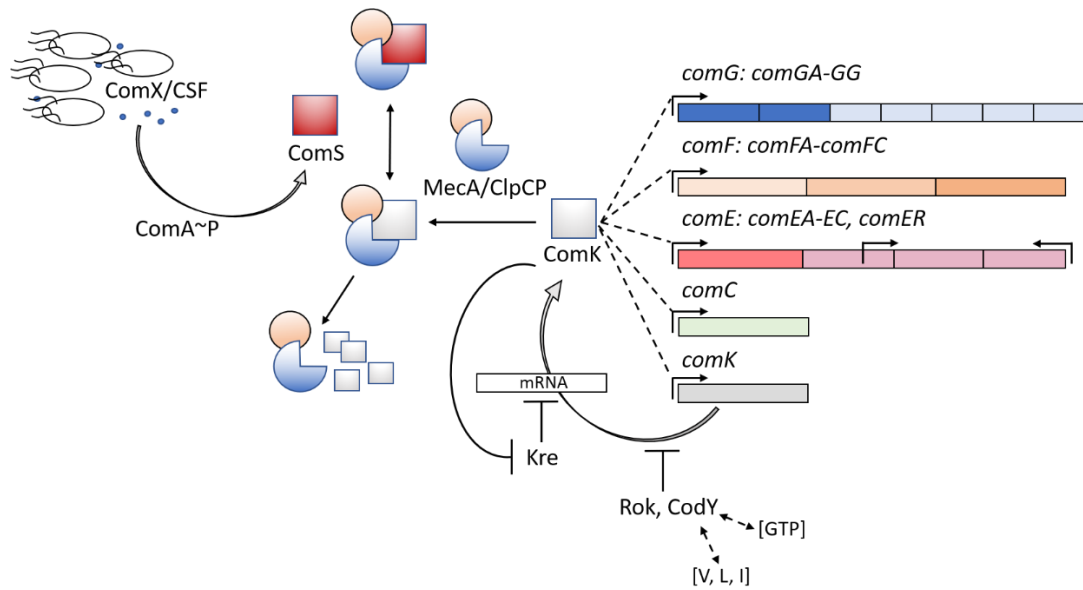 ComX/CSF
ComS
ComA~P
MecA/ClpCP
ComK
comG: comGA-GG
comF: comFA-comFC
comE: comEA-EC, comER
comC
comK
mRNA
Kre
Rok, CodY
[GTP]
[V, L, I]